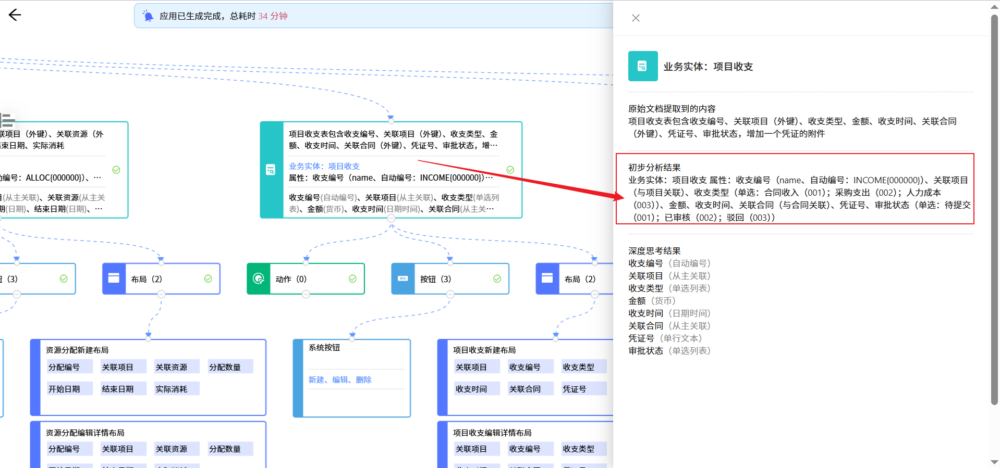 应用已生成完成，总耗时 34 分钟
联项目（外键）、关联资源（外
结束日期、实际消耗
动编号：ALLOC{000000}）、···
目(从主关联)、关联资源(从主关
期(日期)、结束日期(日期)、···
项目收支表包含收支编号、关联项目（外键）、收支类型、金
额、收支时间、关联合同（外键）、凭证号、审批状态，增···
业务实体：项目收支
属性：收支编号（name、自动编号：INCOME{000000}）···
收支编号(自动编号)、关联项目(从主关联)、收支类型(单选列
表)、金额(货币)、收支时间(日期时间)、关联合同(从主关···
钮（3）
布局（2）
动作（0）
Btn
按钮（3）
布局（2）
资源分配新建布局
分配编号 关联项目 关联资源 分配数量
开始日期 结束日期 实际消耗
系统按钮
新建、编辑、删除
项目收支新建布局
关联项目 收支编号 收支类型
收支时间 关联合同 凭证号
资源分配编辑详情布局
分配编号 关联项目 关联资源 分配数量
开始日期 结束日期 实际消耗
项目收支编辑详情布局
关联项目 收支编号 收支类型
收支时间 关联合同 凭证号
业务实体：项目收支
原始文档提取到的内容
项目收支表包含收支编号、关联项目（外键）、收支类型、金额、收支时间、关联合同
（外键）、凭证号、审批状态，增加一个凭证的附件
初步分析结果
业务实体：项目收支 属性：收支编号（name、自动编号：INCOME{000000}）、关联项目
（与项目关联）、收支类型（单选：合同收入（001）；采购支出（002）；人力成本
（003））、金额、收支时间、关联合同（与合同关联）、凭证号、审批状态（单选：待提交
（001）；已审核（002）；驳回（003））
深度思考结果
收支编号（自动编号）
关联项目（从主关联）
收支类型（单选列表）
金额（货币）
收支时间（日期时间）
关联合同（从主关联）
凭证号（单行文本）
审批状态（单选列表）